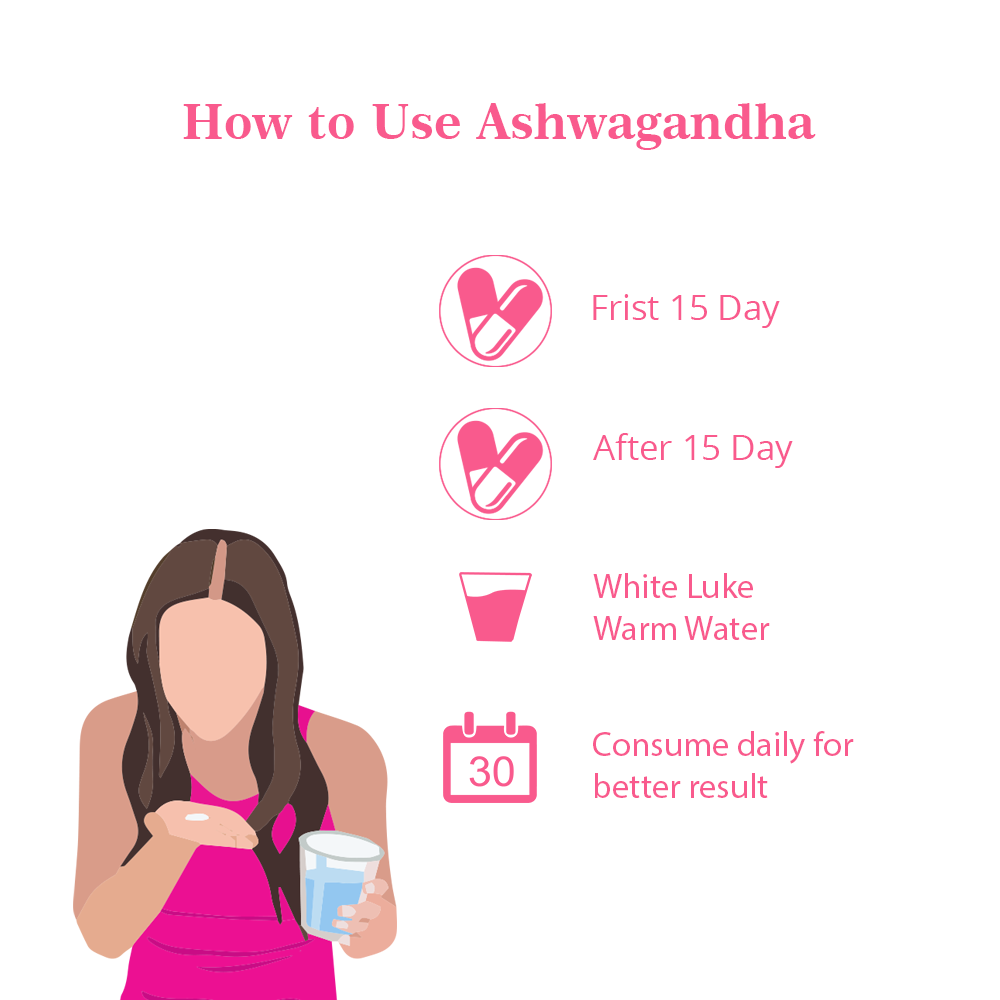 How to Use Ashwagandha
Frist 15 Day
After 15 Day
White Luke
Warm Water
30
Consume daily for
better result